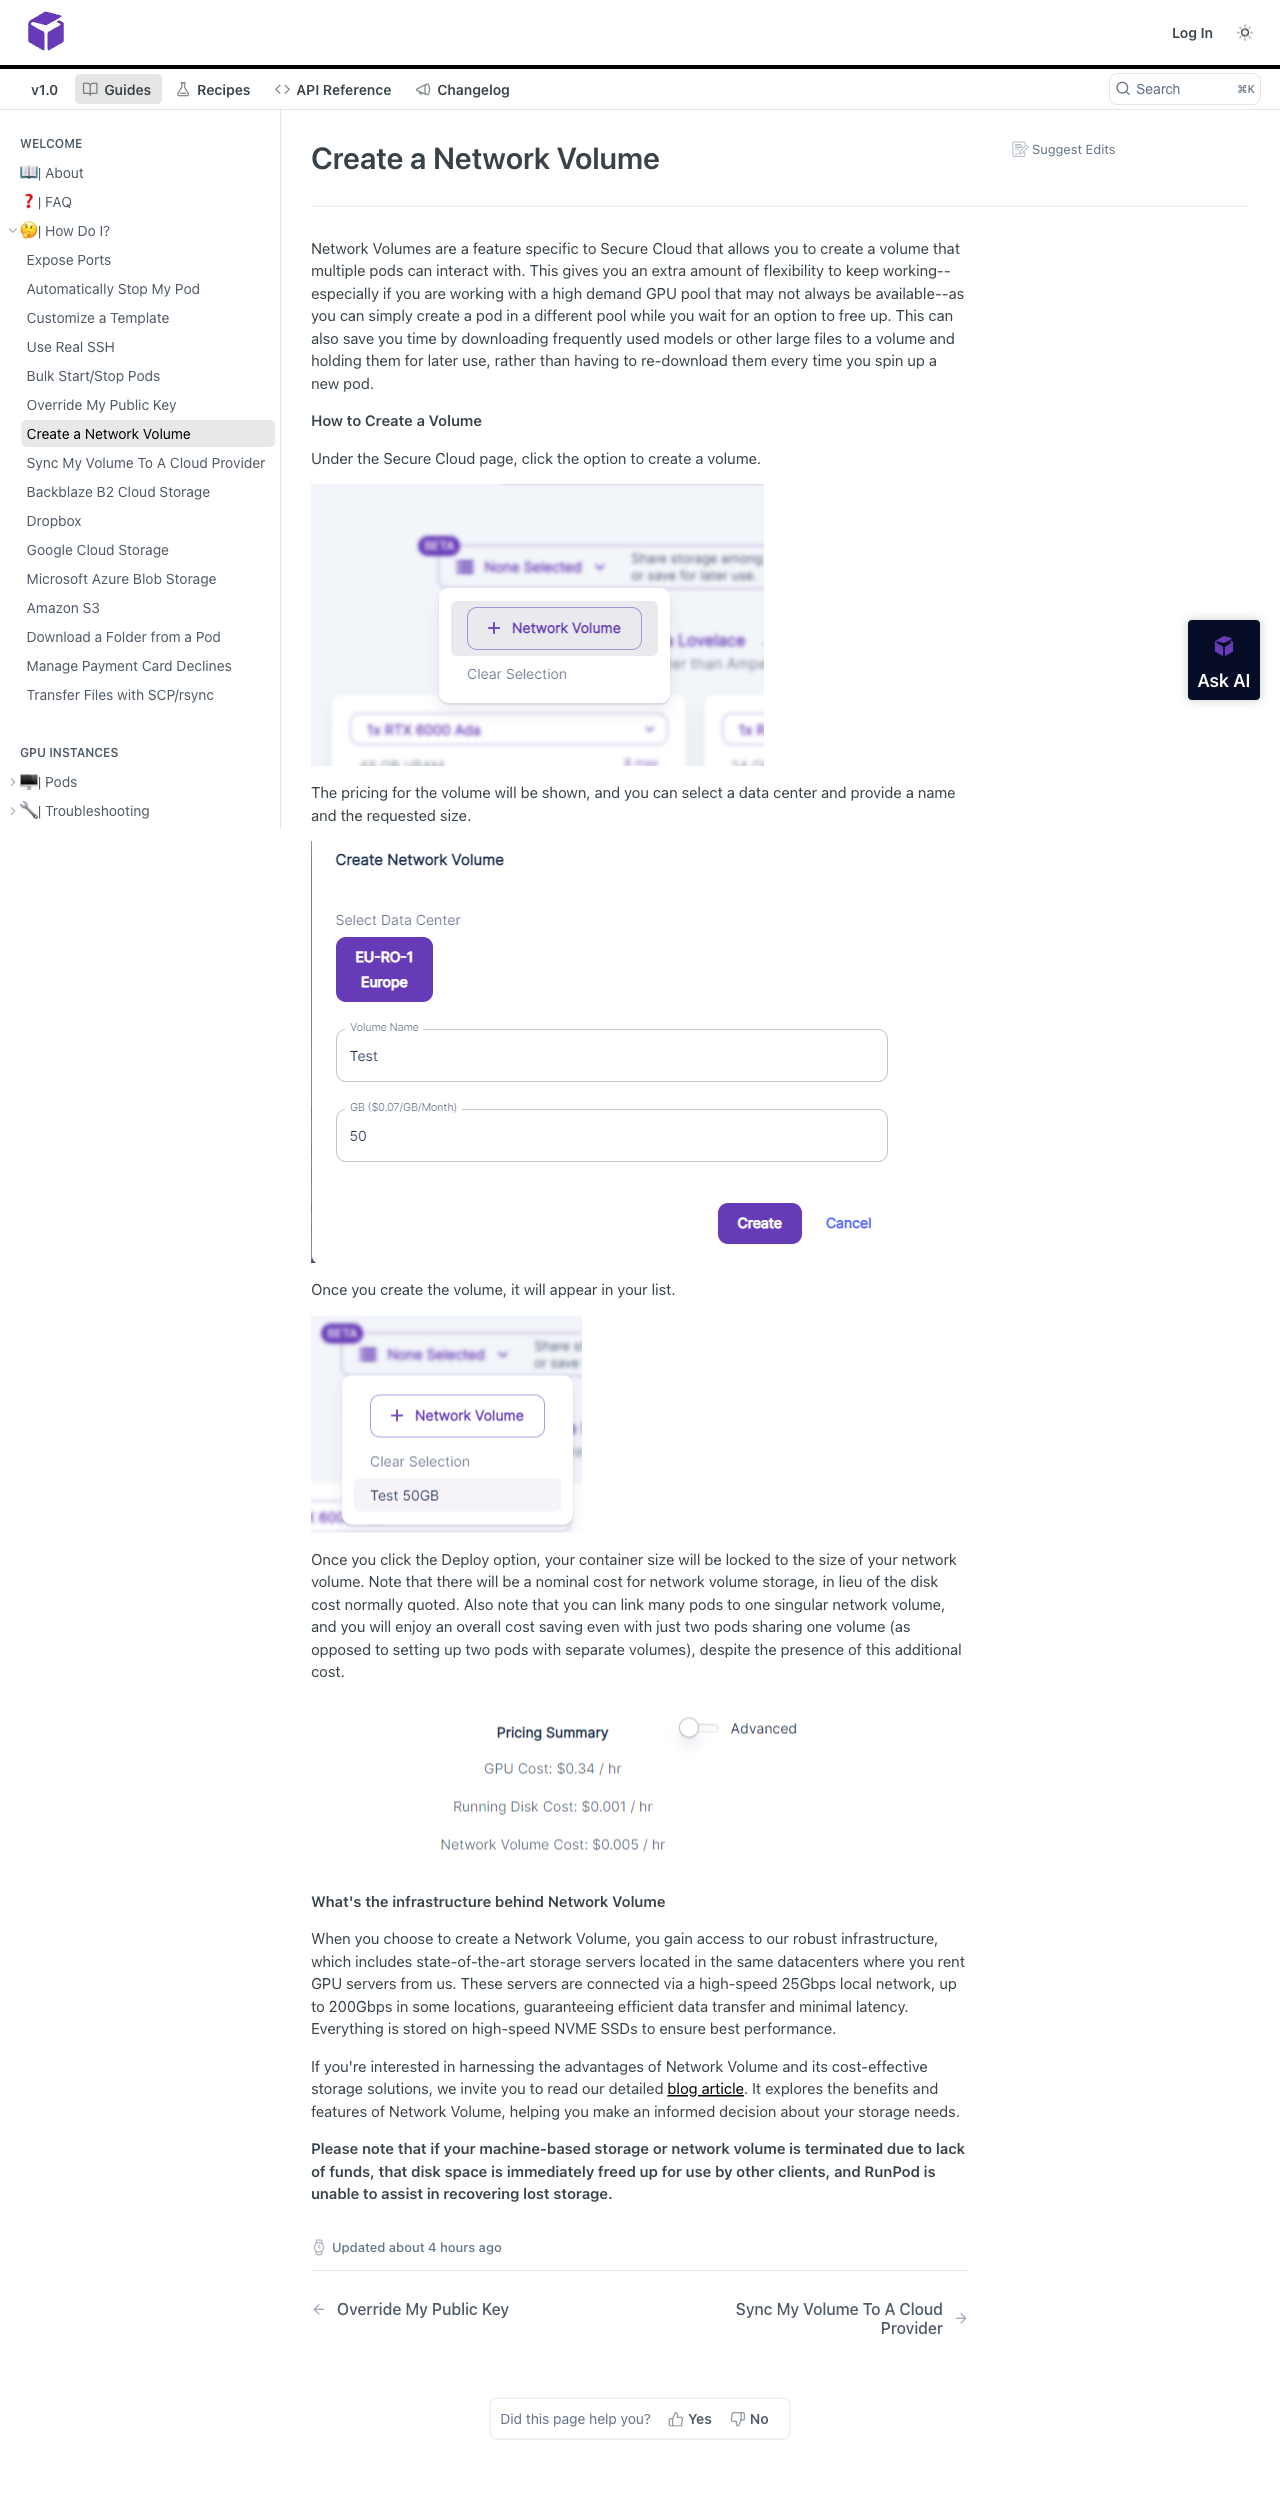 Log In
v1.0
Guides
Recipes
API Reference
Changelog
Search
⌘K
WELCOME
| About
| FAQ
| How Do I?
Expose Ports
Automatically Stop My Pod
Customize a Template
Use Real SSH
Bulk Start/Stop Pods
Override My Public Key
Create a Network Volume
Sync My Volume To A Cloud Provider
Backblaze B2 Cloud Storage
Dropbox
Google Cloud Storage
Microsoft Azure Blob Storage
Amazon S3
Download a Folder from a Pod
Manage Payment Card Declines
Transfer Files with SCP/rsync
GPU INSTANCES
| Pods
| Troubleshooting
Create a Network Volume
Suggest Edits
Network Volumes are a feature specific to Secure Cloud that allows you to create a volume that
multiple pods can interact with. This gives you an extra amount of flexibility to keep working--
especially if you are working with a high demand GPU pool that may not always be available--as
you can simply create a pod in a different pool while you wait for an option to free up. This can
also save you time by downloading frequently used models or other large files to a volume and
holding them for later use, rather than having to re-download them every time you spin up a
new pod.
How to Create a Volume
Under the Secure Cloud page, click the option to create a volume.
BETA
None Selected
Share storage among
or save for later use.
+ Network Volume
Clear Selection
Lovelace
1x RTX 6000 Ada
The pricing for the volume will be shown, and you can select a data center and provide a name
and the requested size.
Create Network Volume
Select Data Center
EU-RO-1
Europe
Volume Name
Test
GB ($0.07/GB/Month)
50
Create
Cancel
Once you create the volume, it will appear in your list.
BETA
None Selected
or save
+ Network Volume
Clear Selection
Test 50GB
Once you click the Deploy option, your container size will be locked to the size of your network
volume. Note that there will be a nominal cost for network volume storage, in lieu of the disk
cost normally quoted. Also note that you can link many pods to one singular network volume,
and you will enjoy an overall cost saving even with just two pods sharing one volume (as
opposed to setting up two pods with separate volumes), despite the presence of this additional
cost.
Pricing Summary
Advanced
GPU Cost: $0.34 / hr
Running Disk Cost: $0.001 / hr
Network Volume Cost: $0.005 / hr
What's the infrastructure behind Network Volume
When you choose to create a Network Volume, you gain access to our robust infrastructure,
which includes state-of-the-art storage servers located in the same datacenters where you rent
GPU servers from us. These servers are connected via a high-speed 25Gbps local network, up
to 200Gbps in some locations, guaranteeing efficient data transfer and minimal latency.
Everything is stored on high-speed NVME SSDs to ensure best performance.
If you're interested in harnessing the advantages of Network Volume and its cost-effective
storage solutions, we invite you to read our detailed blog article. It explores the benefits and
features of Network Volume, helping you make an informed decision about your storage needs.
Please note that if your machine-based storage or network volume is terminated due to lack
of funds, that disk space is immediately freed up for use by other clients, and RunPod is
unable to assist in recovering lost storage.
Updated about 4 hours ago
Override My Public Key
Sync My Volume To A Cloud
Provider
Did this page help you?
Yes
No
Ask AI